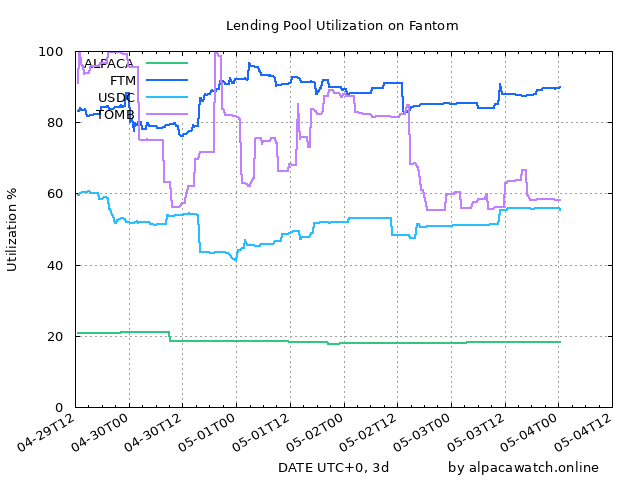 Lending Pool Utilization on Fantom
100
80
60
40
20
0
Utilization %
ALPACA
FTM
USDC
TOMB
04-29T12
04-30T00
04-30T12
05-01T00
05-01T12
05-02T00
05-02T12
05-03T00
05-03T12
05-04T00
05-04T12
DATE UTC+0, 3d
by alpacawatch.online